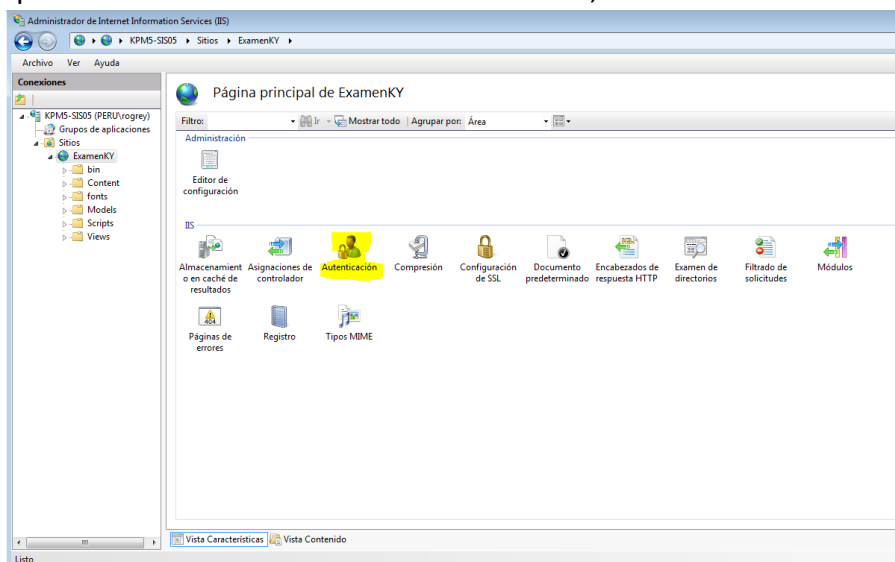 Administrador de Internet Information Services (IIS)
KPM5-SIS05 Sitios ExamenKY
Archivo Ver Ayuda
Conexiones
KPM5-SIS05 (PERU\rogrey)
Grupos de aplicaciones
Sitios
ExamenKY
bin
Content
fonts
Models
Scripts
Views
Página principal de ExamenKY
Filtro: Ir Mostrar todo Agrupar por: Área
Administración
Editor de
configuración
IIS
Almacenamient
o en caché de
resultados
Asignaciones de
controlador
Autenticación
Compresión
Configuración
de SSL
Documento
predeterminado
Encabezados de
respuesta HTTP
Examen de
directorios
Filtrado de
solicitudes
Módulos
404
Páginas de
errores
Registro
Tipos MIME
Vista Características Vista Contenido
Listo